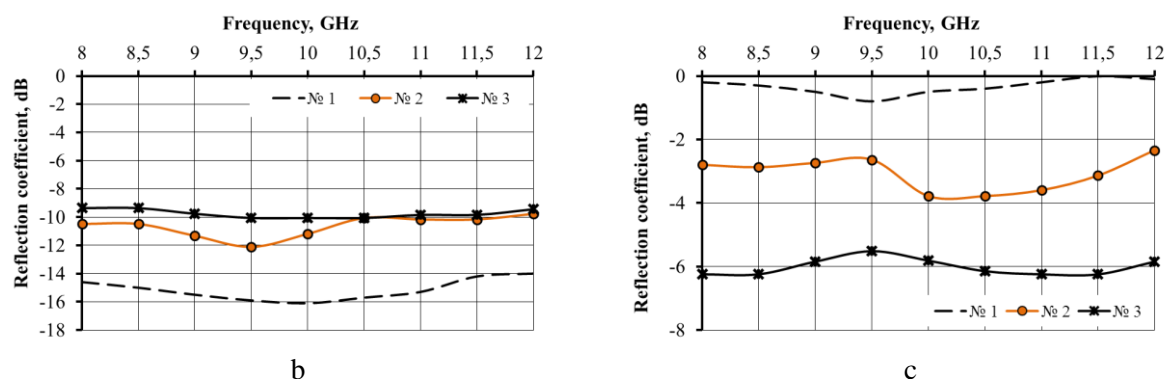 Frequency, GHz
8 8,5 9 9,5 10 10,5 11 11,5 12
Reflection coefficient, dB
0
-2
-4
-6
-8
-10
-12
-14
-16
-18
№ 1 № 2 № 3
b
Frequency, GHz
8 8,5 9 9,5 10 10,5 11 11,5 12
Reflection coefficient, dB
0
-2
-4
-6
-8
№ 1 № 2 № 3
c